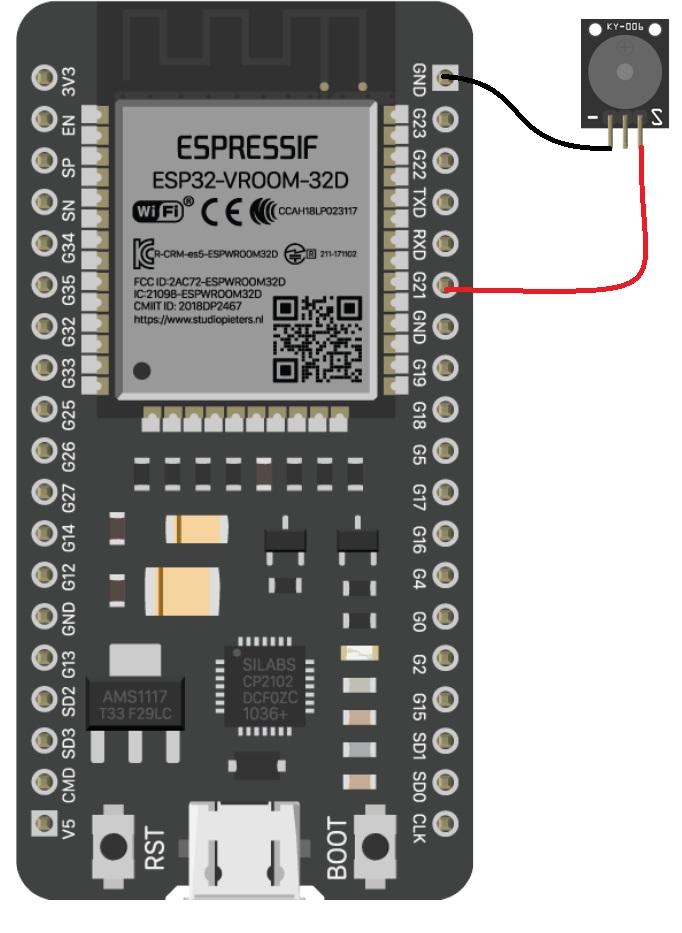 KY-006
- S
3V3
EN
SP
SN
G34
G35
G32
G33
G25
G26
G27
G14
G12
GND
G13
SD2
SD3
CMD
V5
ESPRESSIF
ESP32-VROOM-32D
WiFi® CE CCAH18LP023117
R-CRM-es5-ESPWROOM32D R 211-171102
FCC ID:2AC72-ESPWROOM32D
IC:21098-ESPWROOM32D
CMIIT ID: 2018DP2467
https://www.studiopieters.nl
GND
G23
G22
TXD
RXD
G21
GND
G19
G18
G5
G17
G16
G4
G0
G2
G15
SD1
SD0
CLK
AMS1117
T33 F29LC
SILABS
CP2102
DCF0ZC
1036+
RST
BOOT